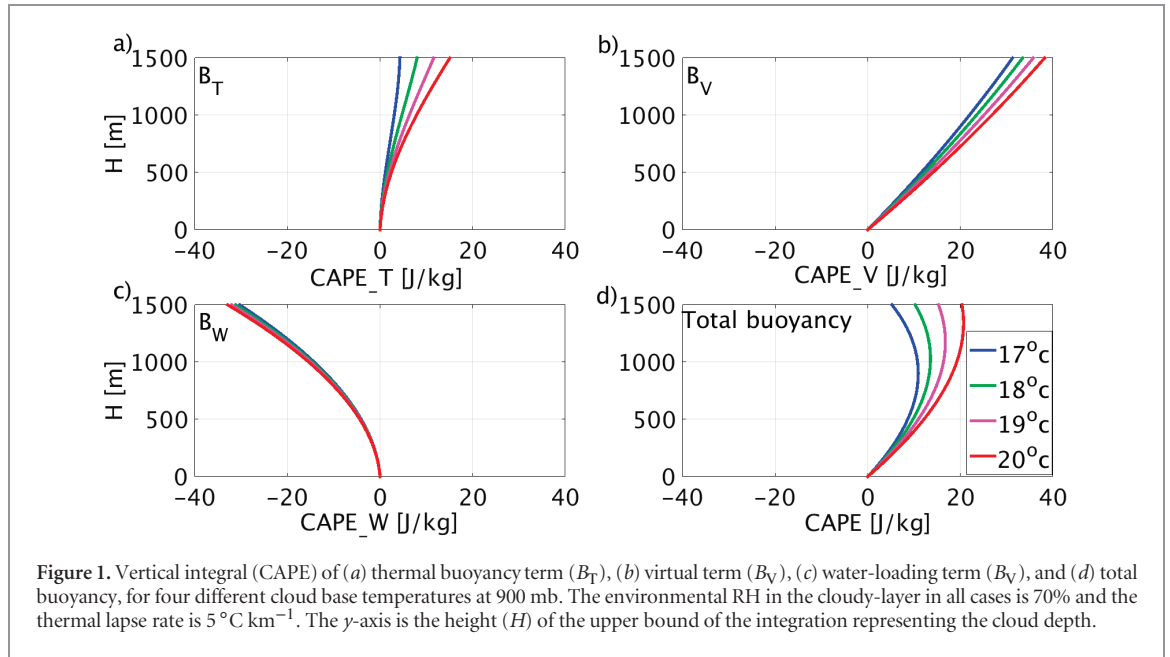 a)
1500
B_T
1000
H [m]
500
0
−40 −20 0 20 40
CAPE_T [J/kg]
b)
1500
B_V
1000
500
0
−40 −20 0 20 40
CAPE_V [J/kg]
c)
1500
B_W
1000
H [m]
500
0
−40 −20 0 20 40
CAPE_W [J/kg]
d)
1500
Total buoyancy
1000
500
0
−40 −20 0 20 40
CAPE [J/kg]
17°c
18°c
19°c
20°c
Figure 1. Vertical integral (CAPE) of (a) thermal buoyancy term (B_T), (b) virtual term (B_V), (c) water-loading term (B_V), and (d) total
buoyancy, for four different cloud base temperatures at 900 mb. The environmental RH in the cloudy-layer in all cases is 70% and the
thermal lapse rate is 5 °C km⁻¹. The y-axis is the height (H) of the upper bound of the integration representing the cloud depth.